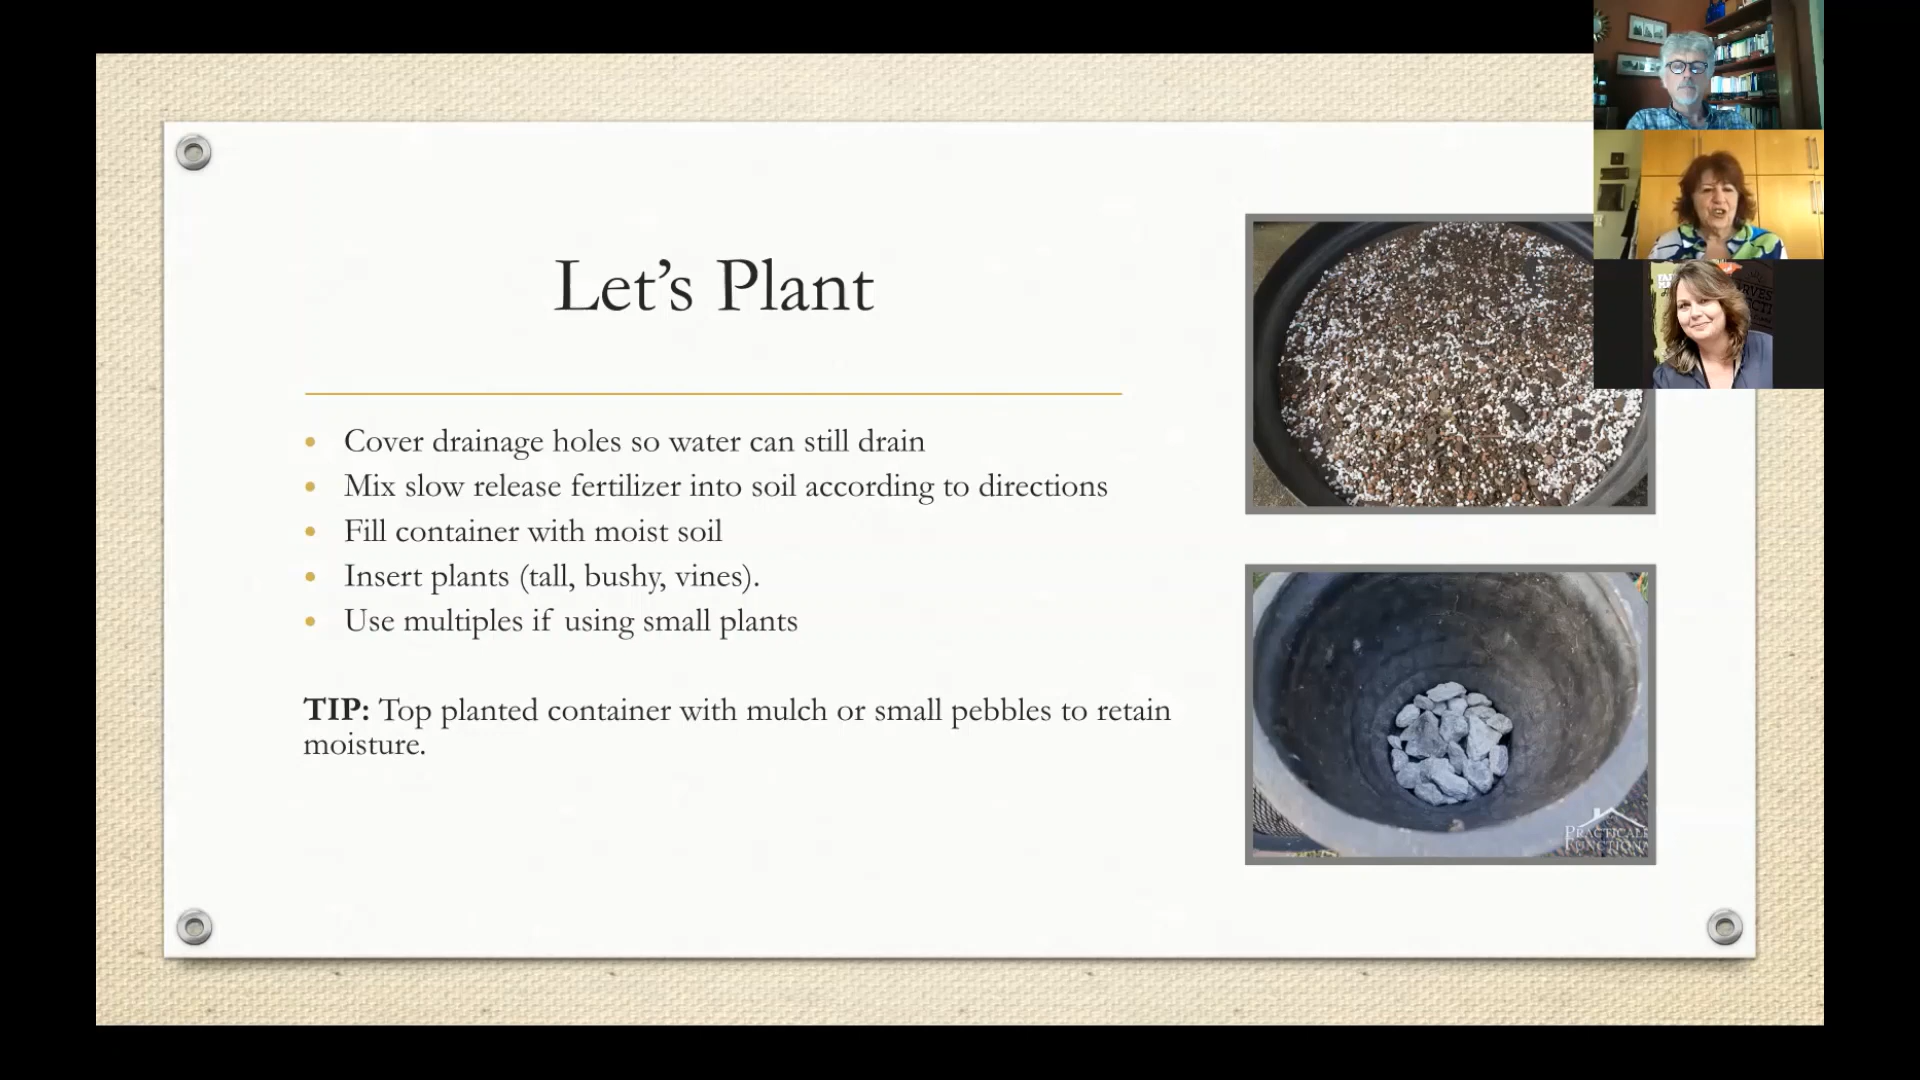 Let's Plant
• Cover drainage holes so water can still drain
• Mix slow release fertilizer into soil according to directions
• Fill container with moist soil
• Insert plants (tall, bushy, vines).
• Use multiples if using small plants
TIP: Top planted container with mulch or small pebbles to retain
moisture.
PRACTICALL
FUNCTIONA